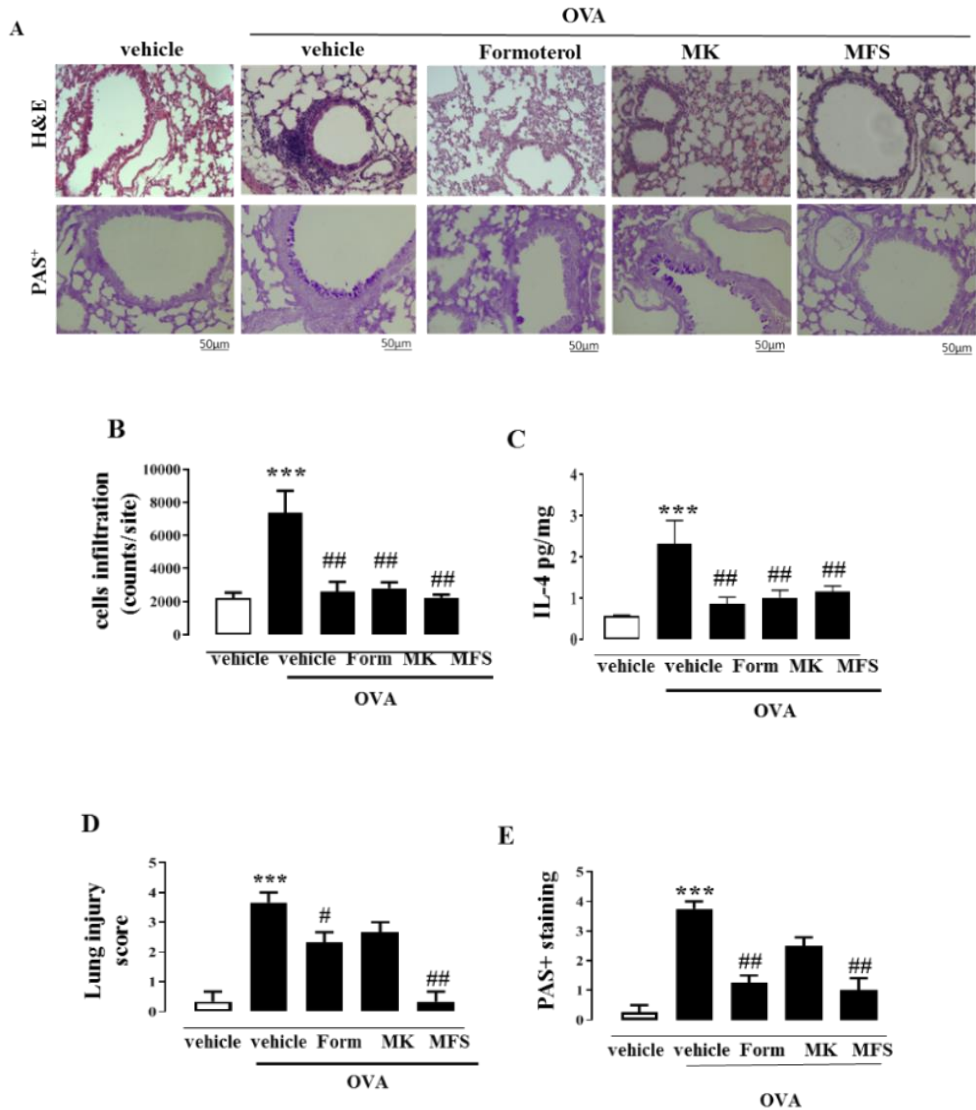 OVA
A
vehicle vehicle Formoterol MK MFS
H&E
PAS+
50μm 50μm 50μm 50μm 50μm
B
cells infiltration
(counts/site)
10000
8000
6000
4000
2000
0
***
## ## ##
vehicle vehicle Form MK MFS
OVA
C
IL-4 pg/mg
4
3
2
1
0
***
## ## ##
vehicle vehicle Form MK MFS
OVA
D
Lung injury
score
5
4
3
2
1
0
***
#
##
vehicle vehicle Form MK MFS
OVA
E
PAS+ staining
5
4
3
2
1
0
***
## ##
vehicle vehicle Form MK MFS
OVA